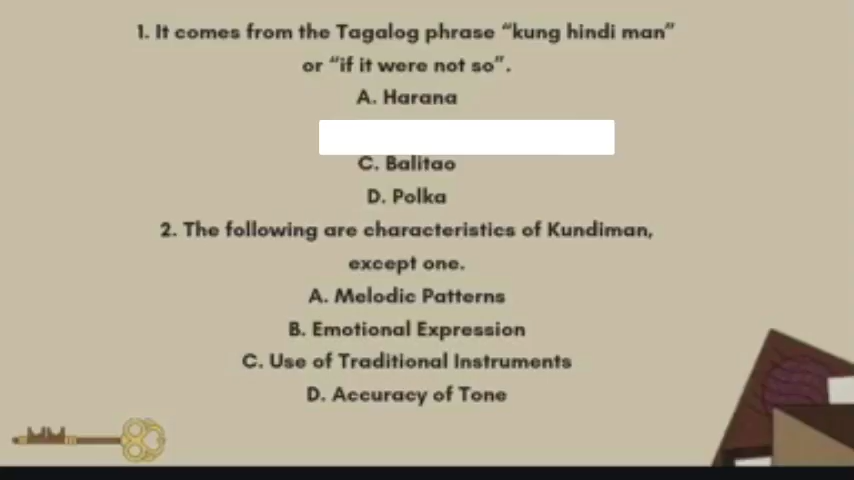 1. It comes from the Tagalog phrase “kung hindi man”
or “if it were not so”.
A. Harana
C. Balitao
D. Polka
2. The following are characteristics of Kundiman,
except one.
A. Melodic Patterns
B. Emotional Expression
C. Use of Traditional Instruments
D. Accuracy of Tone